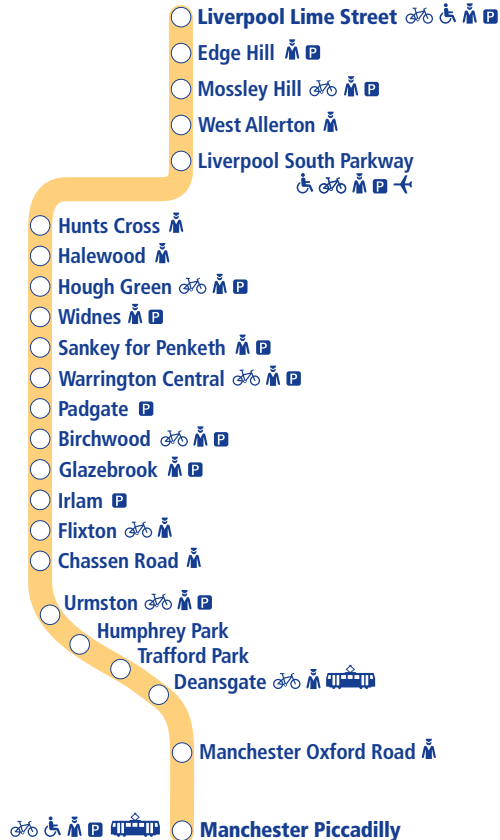 Liverpool Lime Street P
Edge Hill P
Mossley Hill P
West Allerton
Liverpool South Parkway
P
Hunts Cross
Halewood
Hough Green P
Widnes P
Sankey for Penketh P
Warrington Central P
Padgate P
Birchwood P
Glazebrook P
Irlam P
Flixton
Chassen Road
Urmston P
Humphrey Park
Trafford Park
Deansgate
Manchester Oxford Road
P Manchester Piccadilly